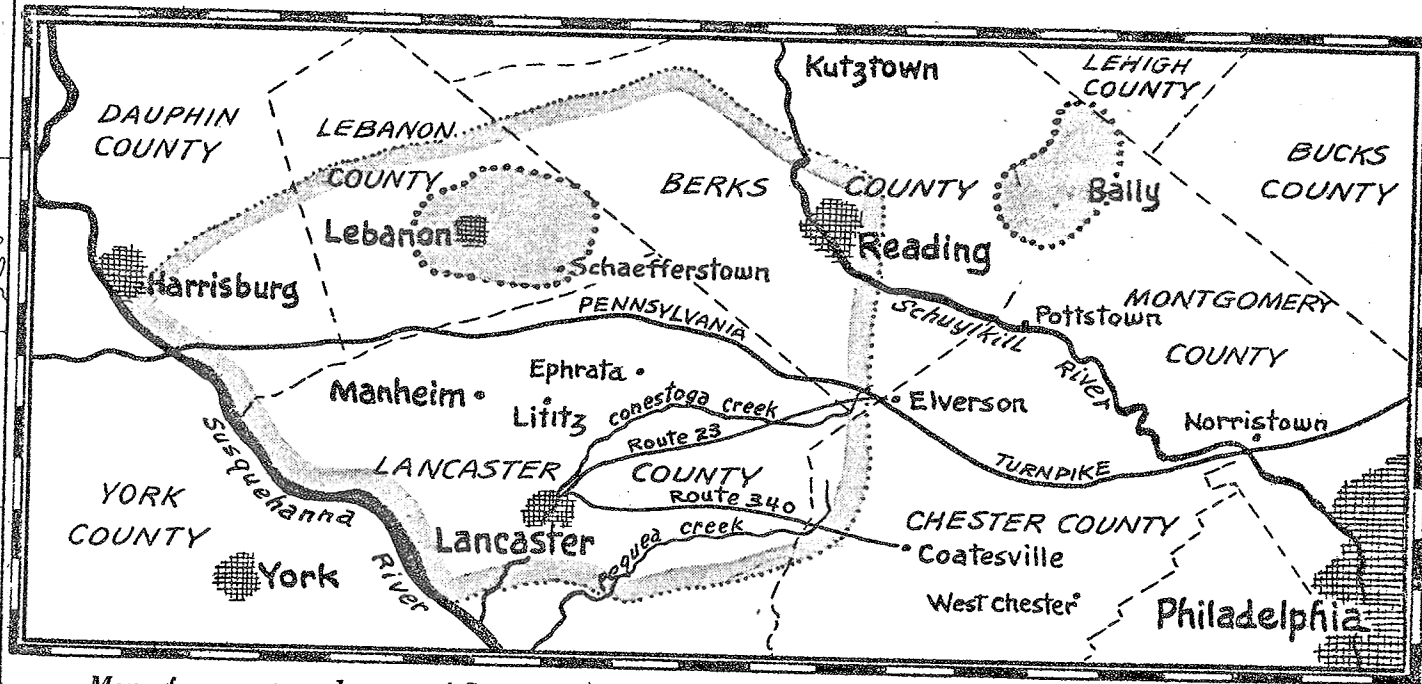 Kutztown
LEHIGH
COUNTY
DAUPHIN
COUNTY
LEBANON
COUNTY
BERKS
COUNTY
Bally
BUCKS
COUNTY
Lebanon
Reading
Schaefferstown
Harrisburg
PENNSYLVANIA
Schuylkill
River
Pottstown
MONTGOMERY
COUNTY
Manheim
Ephrata
Lititz
conestoga creek
Route 23
Elverson
Norristown
Susquehanna
River
LANCASTER
COUNTY
TURNPIKE
YORK
COUNTY
Route 340
CHESTER COUNTY
Lancaster
pequea creek
Coatesville
York
West chester
Philadelphia